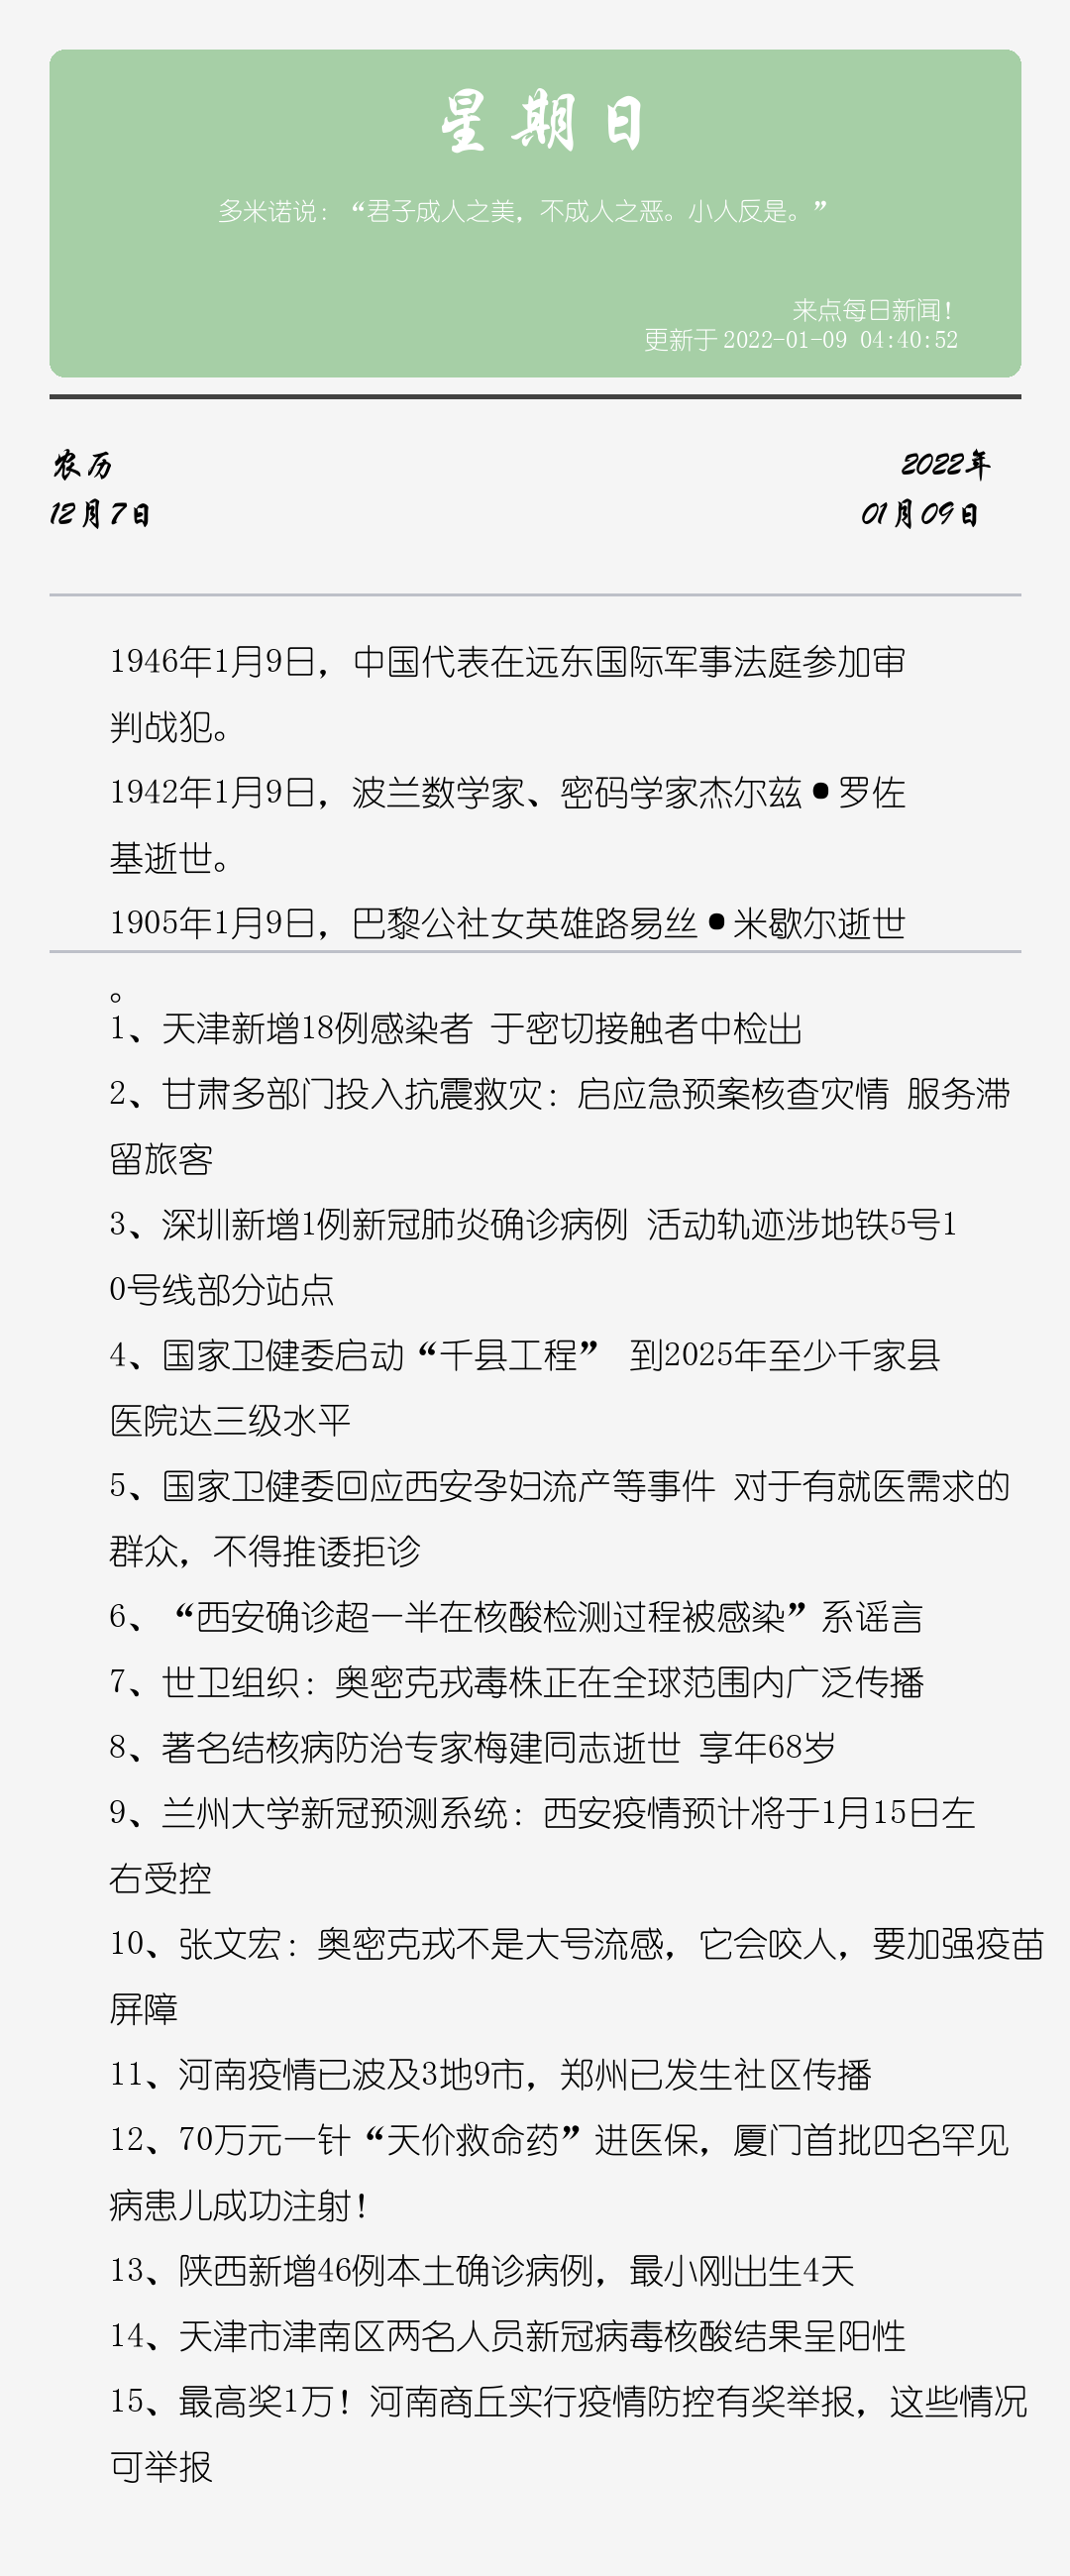 星期日
多米诺说：“君子成人之美，不成人之恶。小人反是。”
来点每日新闻！
更新于 2022-01-09 04:40:52
农历
2022年
12月7日
01月09日
1946年1月9日，中国代表在远东国际军事法庭参加审
判战犯。
1942年1月9日，波兰数学家、密码学家杰尔兹•罗佐
基逝世。
1905年1月9日，巴黎公社女英雄路易丝•米歇尔逝世
。
1、天津新增18例感染者 于密切接触者中检出
2、甘肃多部门投入抗震救灾：启应急预案核查灾情 服务滞
留旅客
3、深圳新增1例新冠肺炎确诊病例 活动轨迹涉地铁5号1
0号线部分站点
4、国家卫健委启动“千县工程” 到2025年至少千家县
医院达三级水平
5、国家卫健委回应西安孕妇流产等事件 对于有就医需求的
群众，不得推诿拒诊
6、“西安确诊超一半在核酸检测过程被感染”系谣言
7、世卫组织：奥密克戎毒株正在全球范围内广泛传播
8、著名结核病防治专家梅建同志逝世 享年68岁
9、兰州大学新冠预测系统：西安疫情预计将于1月15日左
右受控
10、张文宏：奥密克戎不是大号流感，它会咬人，要加强疫苗
屏障
11、河南疫情已波及3地9市，郑州已发生社区传播
12、70万元一针“天价救命药”进医保，厦门首批四名罕见
病患儿成功注射！
13、陕西新增46例本土确诊病例，最小刚出生4天
14、天津市津南区两名人员新冠病毒核酸结果呈阳性
15、最高奖1万！河南商丘实行疫情防控有奖举报，这些情况
可举报